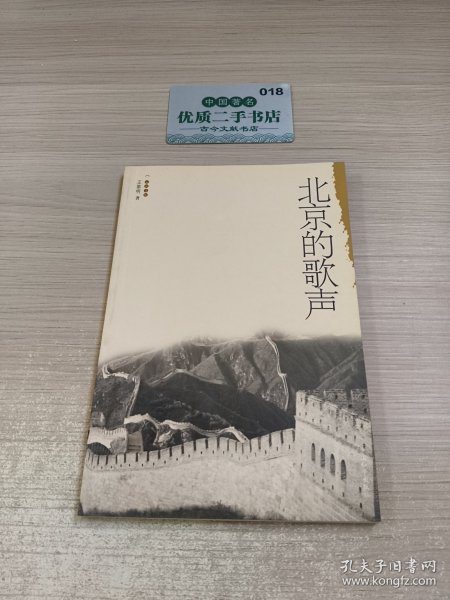 018
中国著名
优质二手书店
古今文献书店
北京的歌声
著
孔夫子旧书网
www.kongfz.com